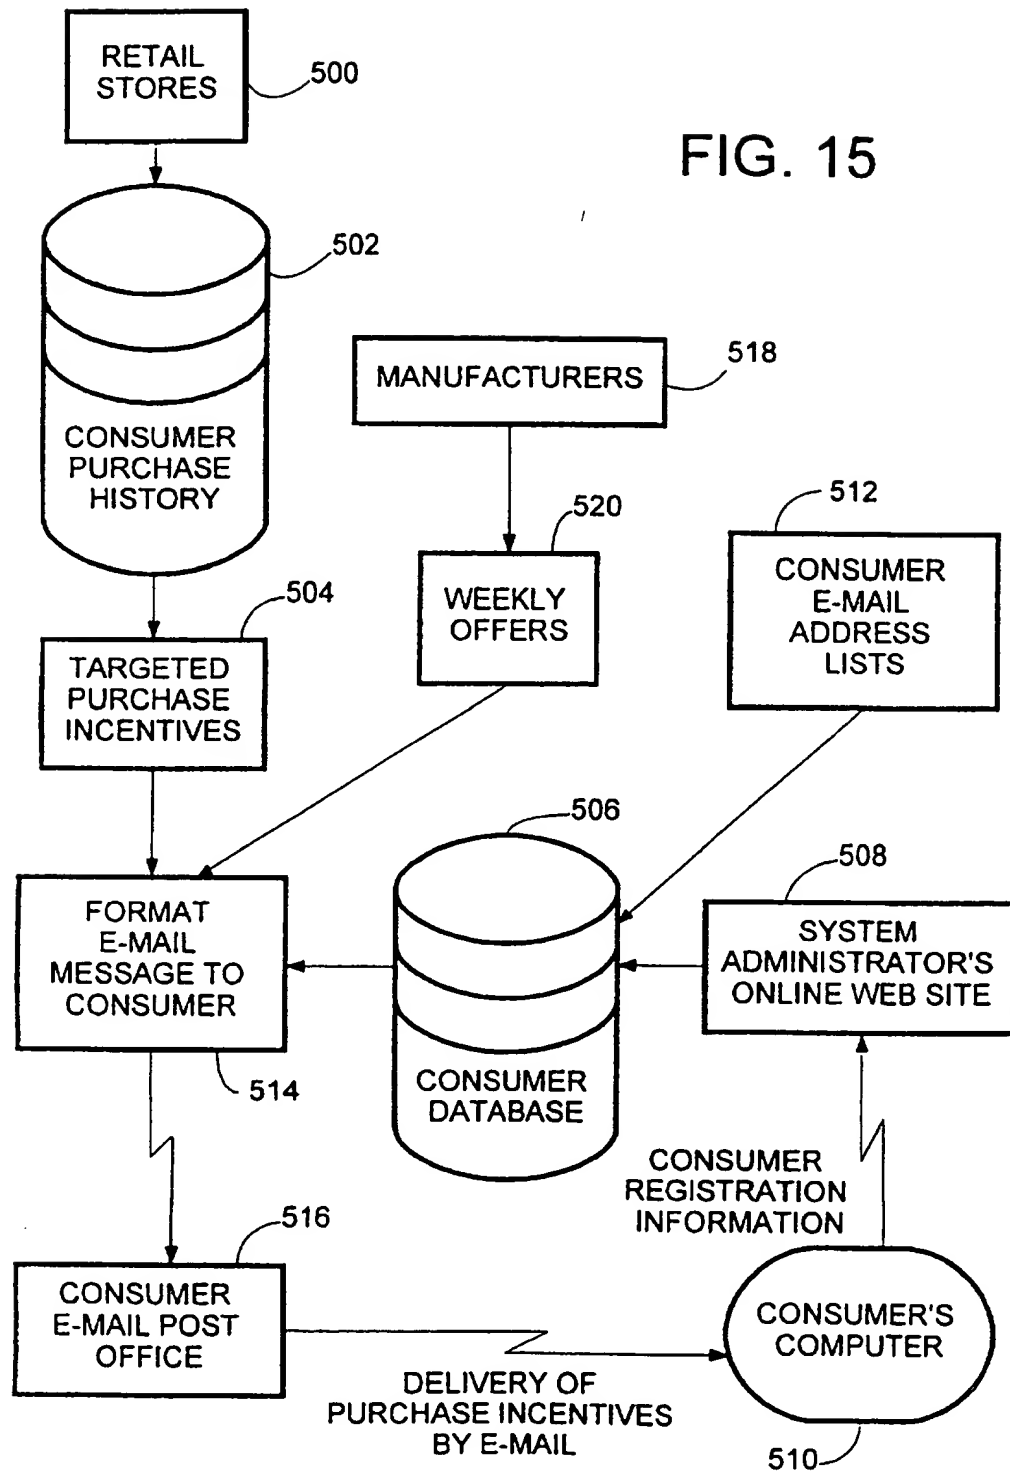 RETAIL
STORES
500
FIG. 15
502
CONSUMER
PURCHASE
HISTORY
MANUFACTURERS
518
520
WEEKLY
OFFERS
512
CONSUMER
E-MAIL
ADDRESS
LISTS
504
TARGETED
PURCHASE
INCENTIVES
506
CONSUMER
DATABASE
508
SYSTEM
ADMINISTRATOR'S
ONLINE WEB SITE
FORMAT
E-MAIL
MESSAGE TO
CONSUMER
514
CONSUMER
REGISTRATION
INFORMATION
516
CONSUMER
E-MAIL POST
OFFICE
CONSUMER'S
COMPUTER
DELIVERY OF
PURCHASE INCENTIVES
BY E-MAIL
510